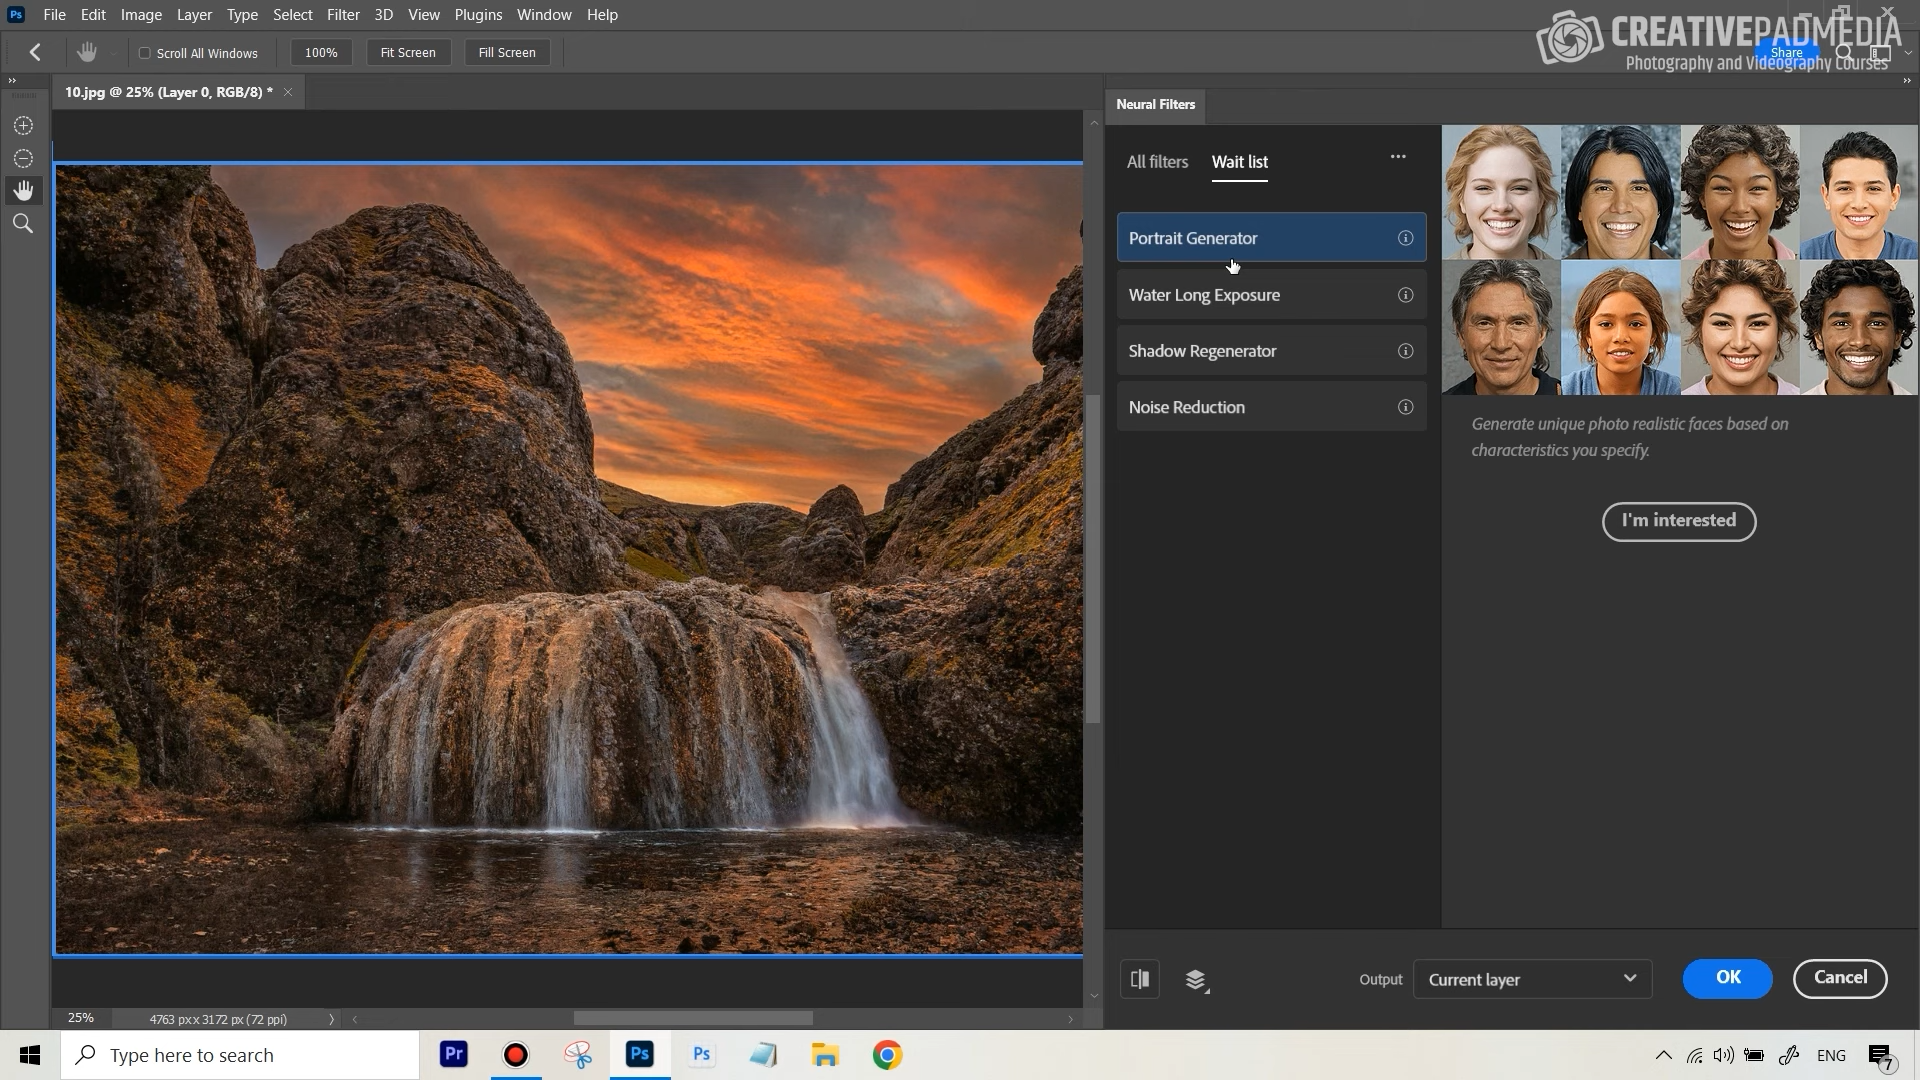 Ps File Edit Image Layer Type Select Filter 3D View Plugins Window Help
Scroll All Windows 100% Fit Screen Fill Screen
CREATIVEPADMEDIA
Share
Photography and Videography Courses
10.jpg @ 25% (Layer 0, RGB/8) *
Neural Filters
All filters Wait list
Portrait Generator
Water Long Exposure
Shadow Regenerator
Noise Reduction
Generate unique photo realistic faces based on
characteristics you specify.
I'm interested
Output Current layer OK Cancel
25% 4763 px x 3172 px (72 ppi)
Type here to search Pr Ps Ps ENG 7